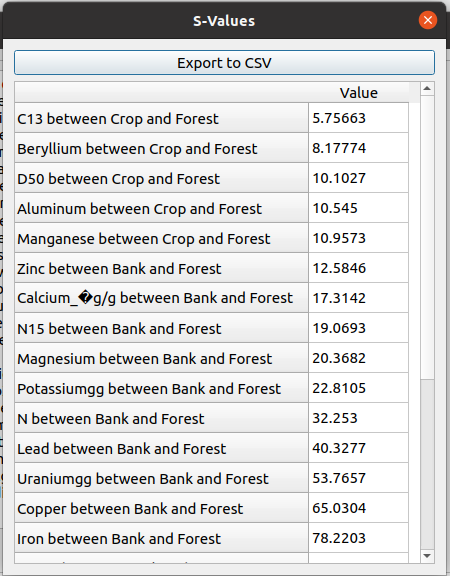 S-Values
Export to CSV
Value
C13 between Crop and Forest 5.75663
Beryllium between Crop and Forest 8.17774
D50 between Crop and Forest 10.1027
Aluminum between Crop and Forest 10.545
Manganese between Crop and Forest 10.9573
Zinc between Bank and Forest 12.5846
Calcium_�g/g between Bank and Forest 17.3142
N15 between Bank and Forest 19.0693
Magnesium between Bank and Forest 20.3682
Potassiumgg between Bank and Forest 22.8105
N between Bank and Forest 32.253
Lead between Bank and Forest 40.3277
Uraniumgg between Bank and Forest 53.7657
Copper between Bank and Forest 65.0304
Iron between Bank and Forest 78.2203